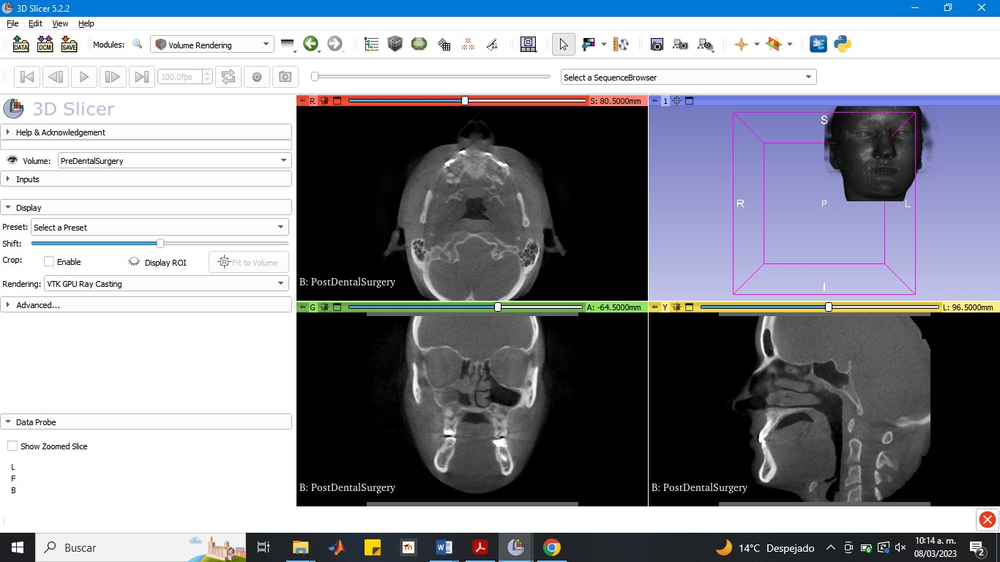 3D Slicer 5.2.2
File Edit View Help
DATA DCM SAVE Modules: Volume Rendering
100.0fps Select a SequenceBrowser
3D Slicer
Help & Acknowledgement
Volume: PreDentalSurgery
Inputs
Display
Preset: Select a Preset
Shift:
Crop: Enable Display ROI Fit to Volume
Rendering: VTK GPU Ray Casting
Advanced...
Data Probe
Show Zoomed Slice
L
F
B
R S: 80.5000mm
B: PostDentalSurgery
1
S
R P L
I
G A: -64.5000mm
B: PostDentalSurgery
Y L: 96.5000mm
B: PostDentalSurgery
Buscar
14°C Despejado
10:14 a. m.
08/03/2023
2